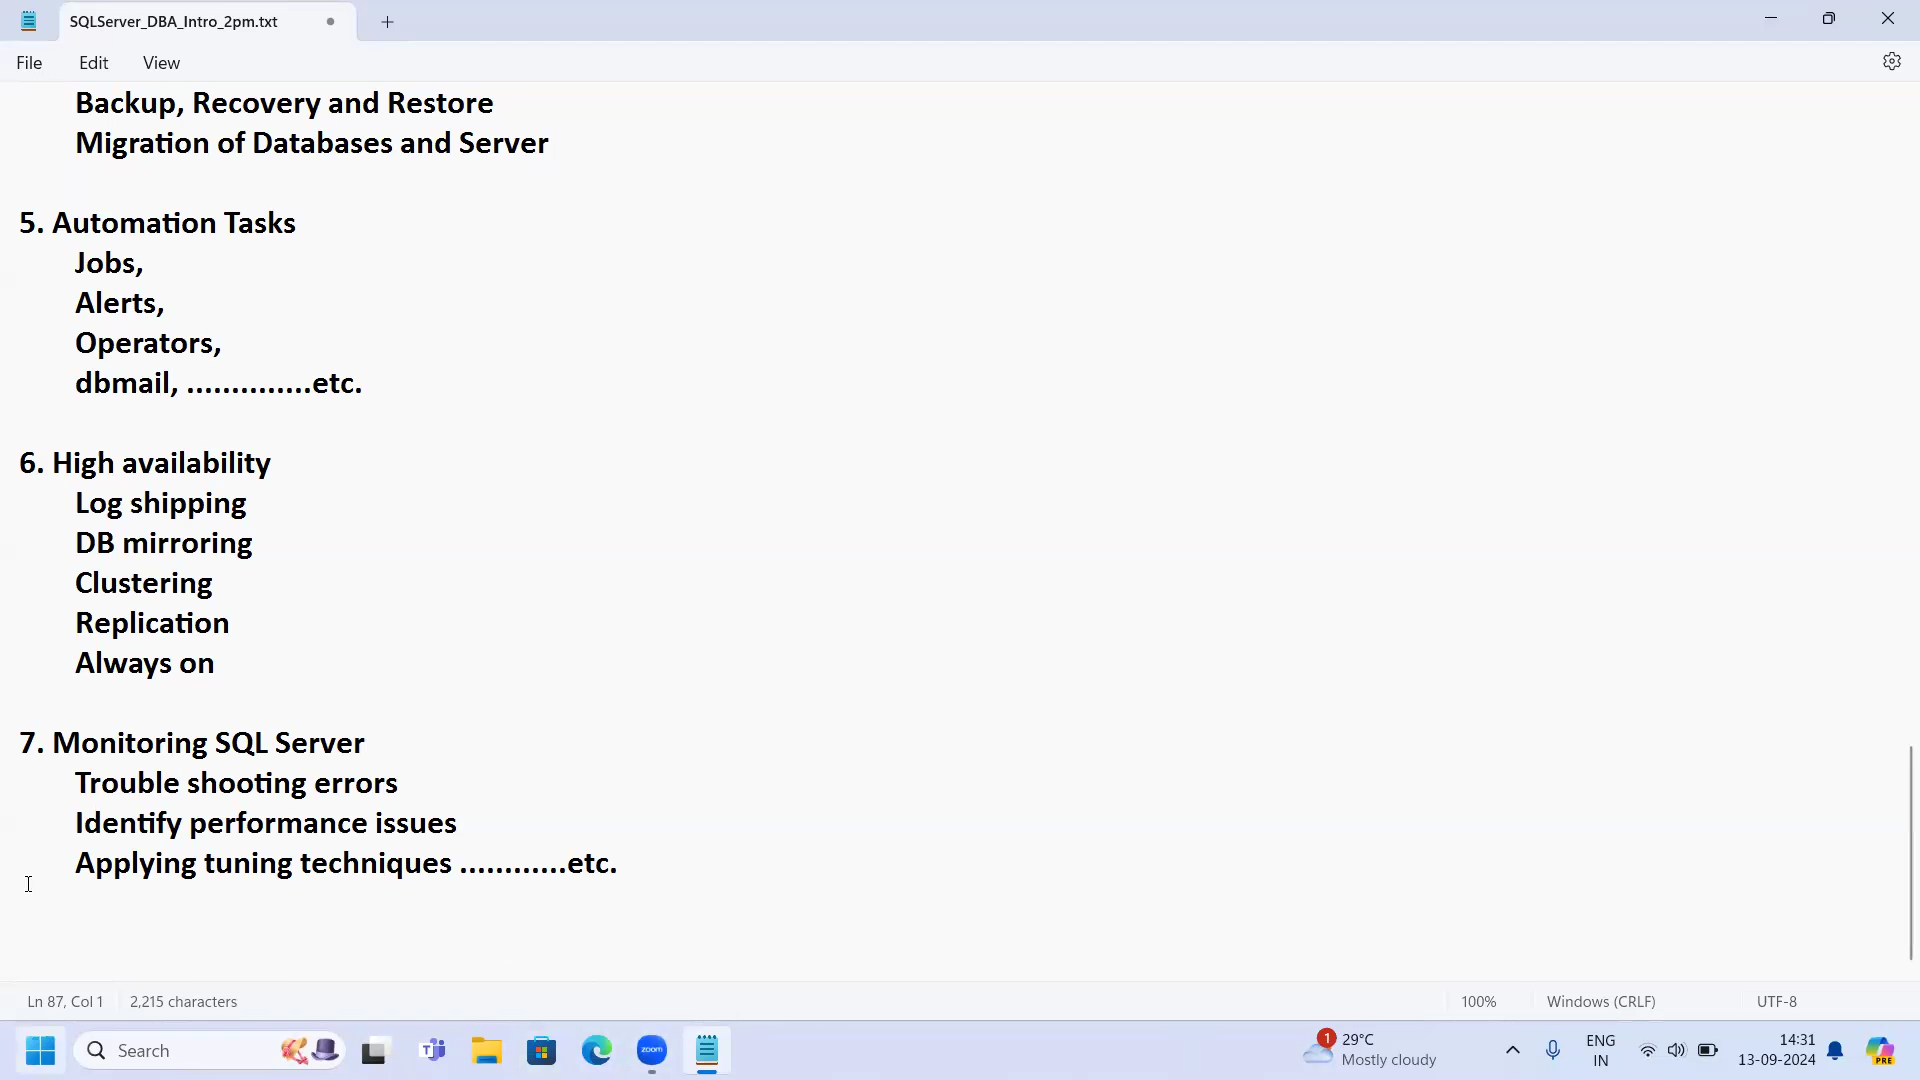 SQLServer_DBA_Intro_2pm.txt
File Edit View
Backup, Recovery and Restore
Migration of Databases and Server
5. Automation Tasks
Jobs,
Alerts,
Operators,
dbmail, ..............etc.
6. High availability
Log shipping
DB mirroring
Clustering
Replication
Always on
7. Monitoring SQL Server
Trouble shooting errors
Identify performance issues
Applying tuning techniques ............etc.
Ln 87, Col 1 2,215 characters 100% Windows (CRLF) UTF-8
Search zoom 1 29°C Mostly cloudy ENG IN 14:31 13-09-2024 PRE